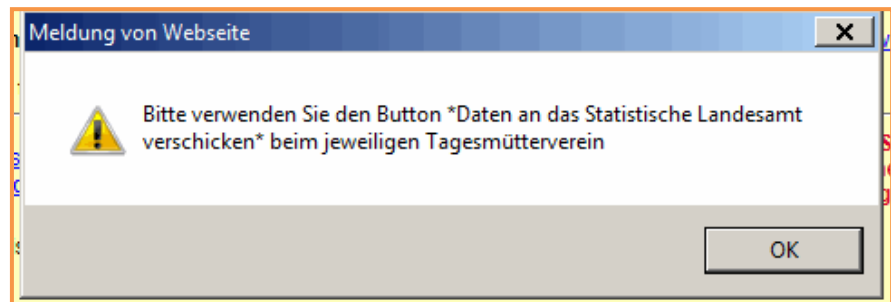 Meldung von Webseite
Bitte verwenden Sie den Button *Daten an das Statistische Landesamt
verschicken* beim jeweiligen Tagesmütterverein
OK